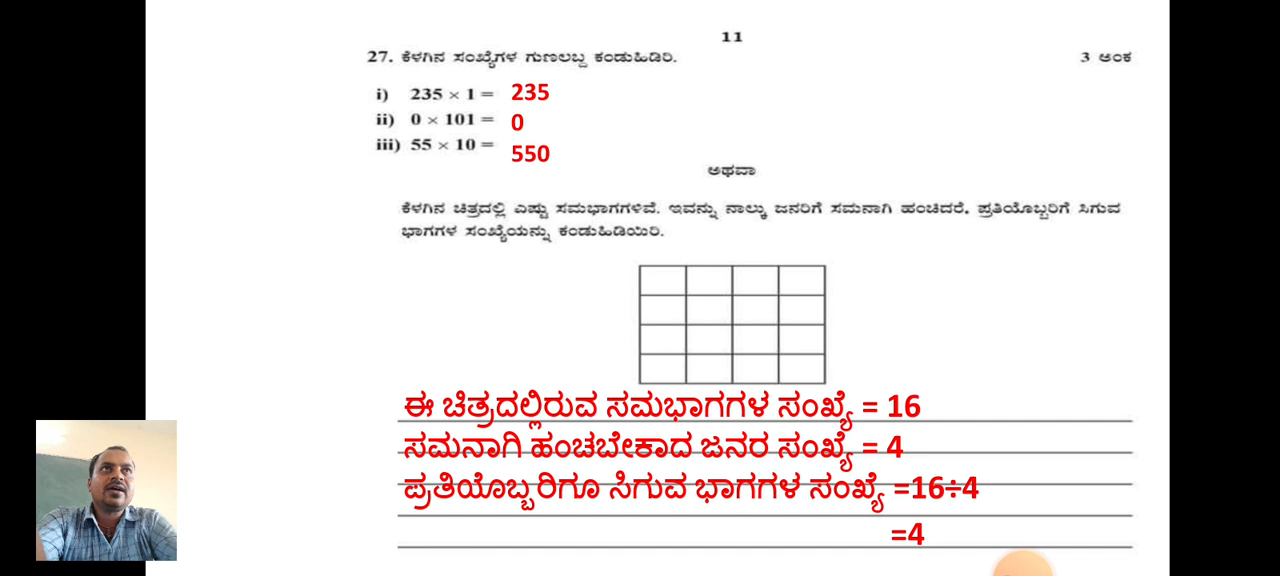 11
27. ಕೆಳಗಿನ ಸಂಖ್ಯೆಗಳ ಗುಣಲಬ್ಧ ಕಂಡುಹಿಡಿರಿ. 3 ಅಂಕ
i) 235 × 1 = 235
ii) 0 × 101 = 0
iii) 55 × 10 = 550
ಅಥವಾ
ಕೆಳಗಿನ ಚಿತ್ರದಲ್ಲಿ ಎಷ್ಟು ಸಮಭಾಗಗಳಿವೆ. ಇವನ್ನು ನಾಲ್ಕು ಜನರಿಗೆ ಸಮನಾಗಿ ಹಂಚಿದರೆ, ಪ್ರತಿಯೊಬ್ಬರಿಗೆ ಸಿಗುವ
ಭಾಗಗಳ ಸಂಖ್ಯೆಯನ್ನು ಕಂಡುಹಿಡಿಯಿರಿ.
ಈ ಚಿತ್ರದಲ್ಲಿರುವ ಸಮಭಾಗಗಳ ಸಂಖ್ಯೆ = 16
ಸಮನಾಗಿ ಹಂಚಬೇಕಾದ ಜನರ ಸಂಖ್ಯೆ = 4
ಪ್ರತಿಯೊಬ್ಬರಿಗೂ ಸಿಗುವ ಭಾಗಗಳ ಸಂಖ್ಯೆ =16÷4
=4